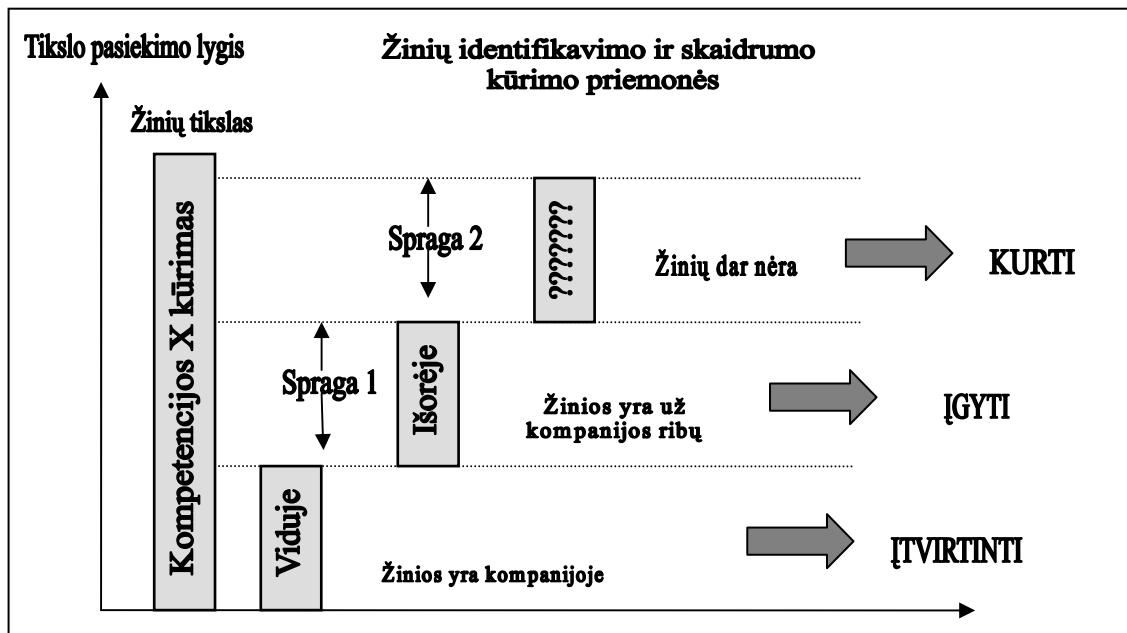 Tikslo pasiekimo lygis
Žinių identifikavimo ir skaidrumo
kūrimo priemonės
Žinių tikslas
Kompetencijos X kūrimas
Spraga 2
???????
Žinių dar nėra
KURTI
Spraga 1
Išorėje
Žinios yra už
kompanijos ribų
ĮGYTI
Viduje
Žinios yra kompanijoje
ĮTVIRTINTI